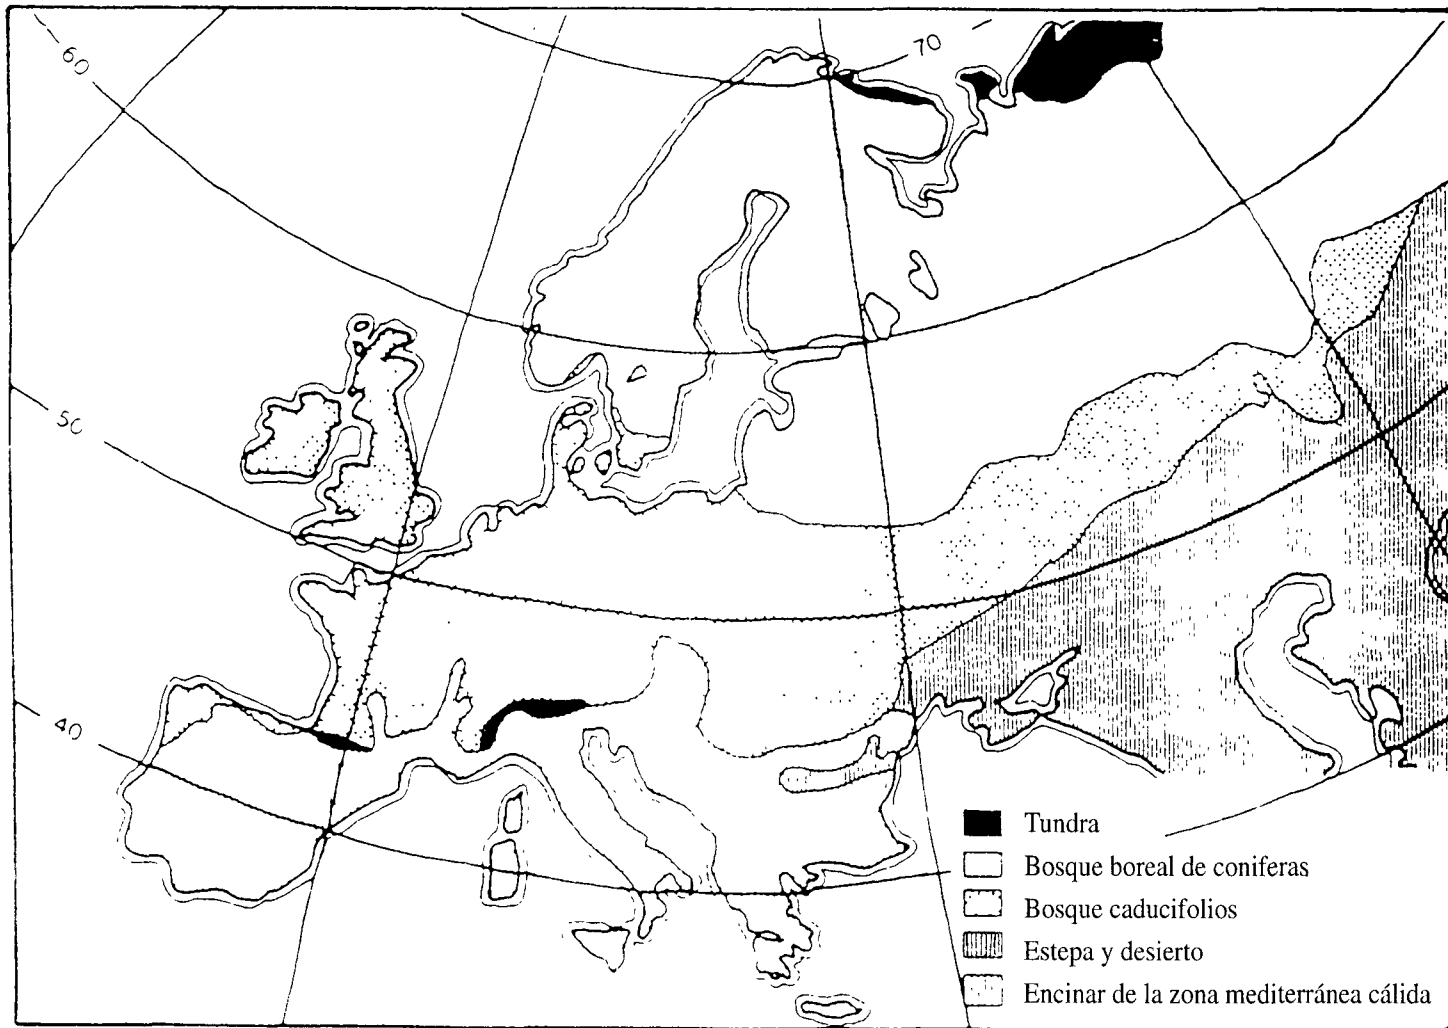 70
60
50
40
Tundra
Bosque boreal de coniferas
Bosque caducifolios
Estepa y desierto
Encinar de la zona mediterránea cálida